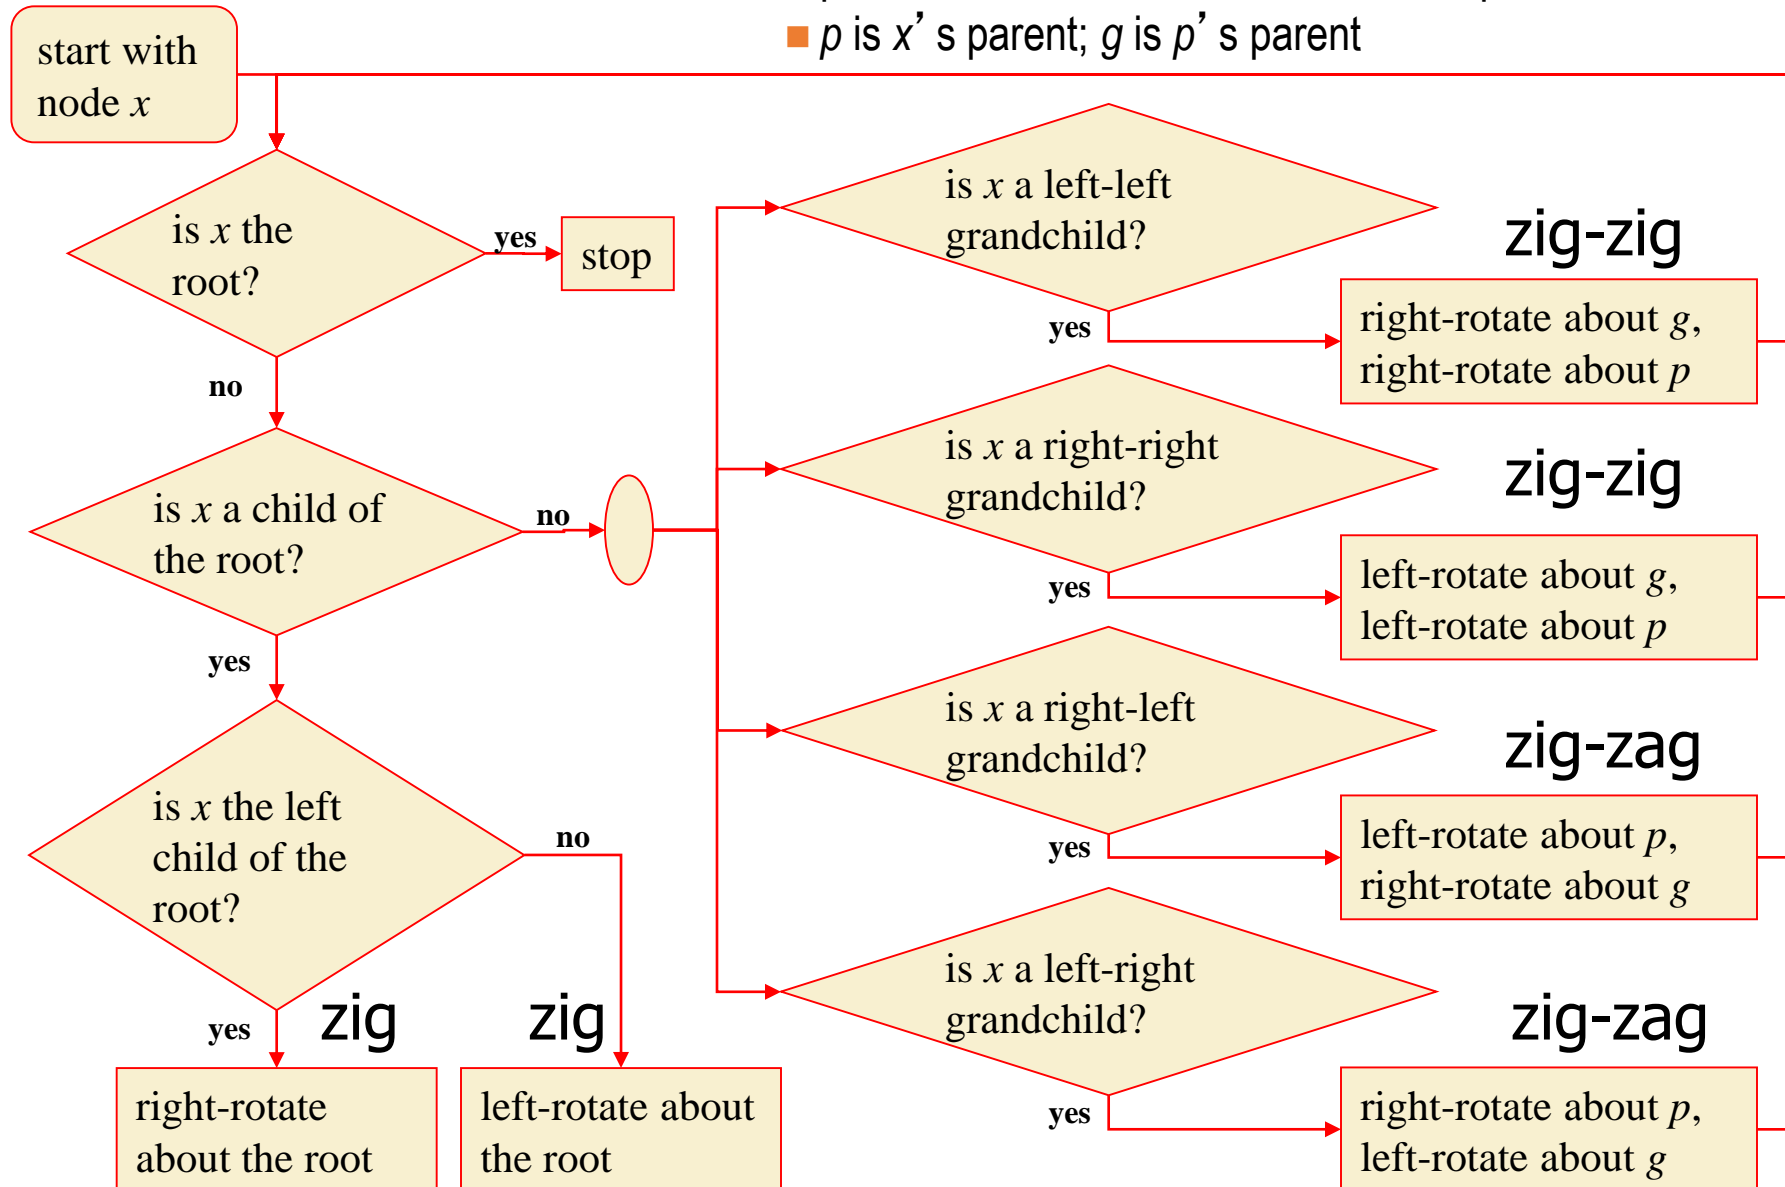 ■ p is x’ s parent; g is p’ s parent
start with
node x
is x the
root?
yes
stop
no
is x a child of
the root?
no
yes
is x the left
child of the
root?
no
yes
zig
zig
right-rotate
about the root
left-rotate about
the root
is x a left-left
grandchild?
yes
zig-zig
right-rotate about g,
right-rotate about p
is x a right-right
grandchild?
yes
zig-zig
left-rotate about g,
left-rotate about p
is x a right-left
grandchild?
yes
zig-zag
left-rotate about p,
right-rotate about g
is x a left-right
grandchild?
yes
zig-zag
right-rotate about p,
left-rotate about g